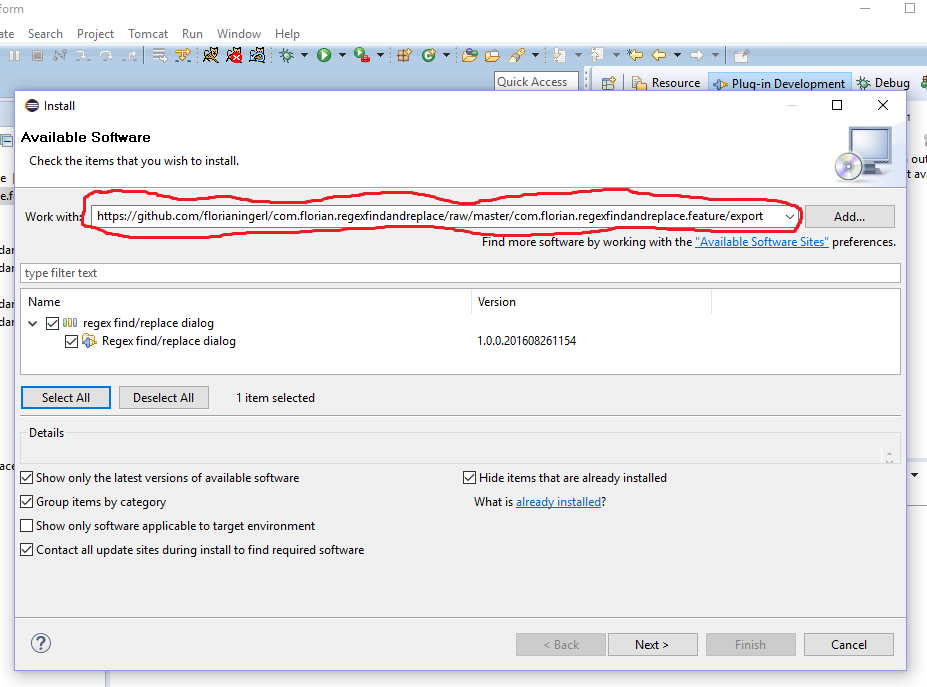 form
ate Search Project Tomcat Run Window Help
Quick Access Resource Plug-in Development Debug
Install
Available Software
Check the items that you wish to install.
Work with: https://github.com/florianingerl/com.florian.regexfindandreplace/raw/master/com.florian.regexfindandreplace.feature/export Add...
Find more software by working with the "Available Software Sites" preferences.
type filter text
Name Version
regex find/replace dialog
Regex find/replace dialog 1.0.0.201608261154
Select All Deselect All 1 item selected
Details
Show only the latest versions of available software Hide items that are already installed
Group items by category What is already installed?
Show only software applicable to target environment
Contact all update sites during install to find required software
? < Back Next > Finish Cancel